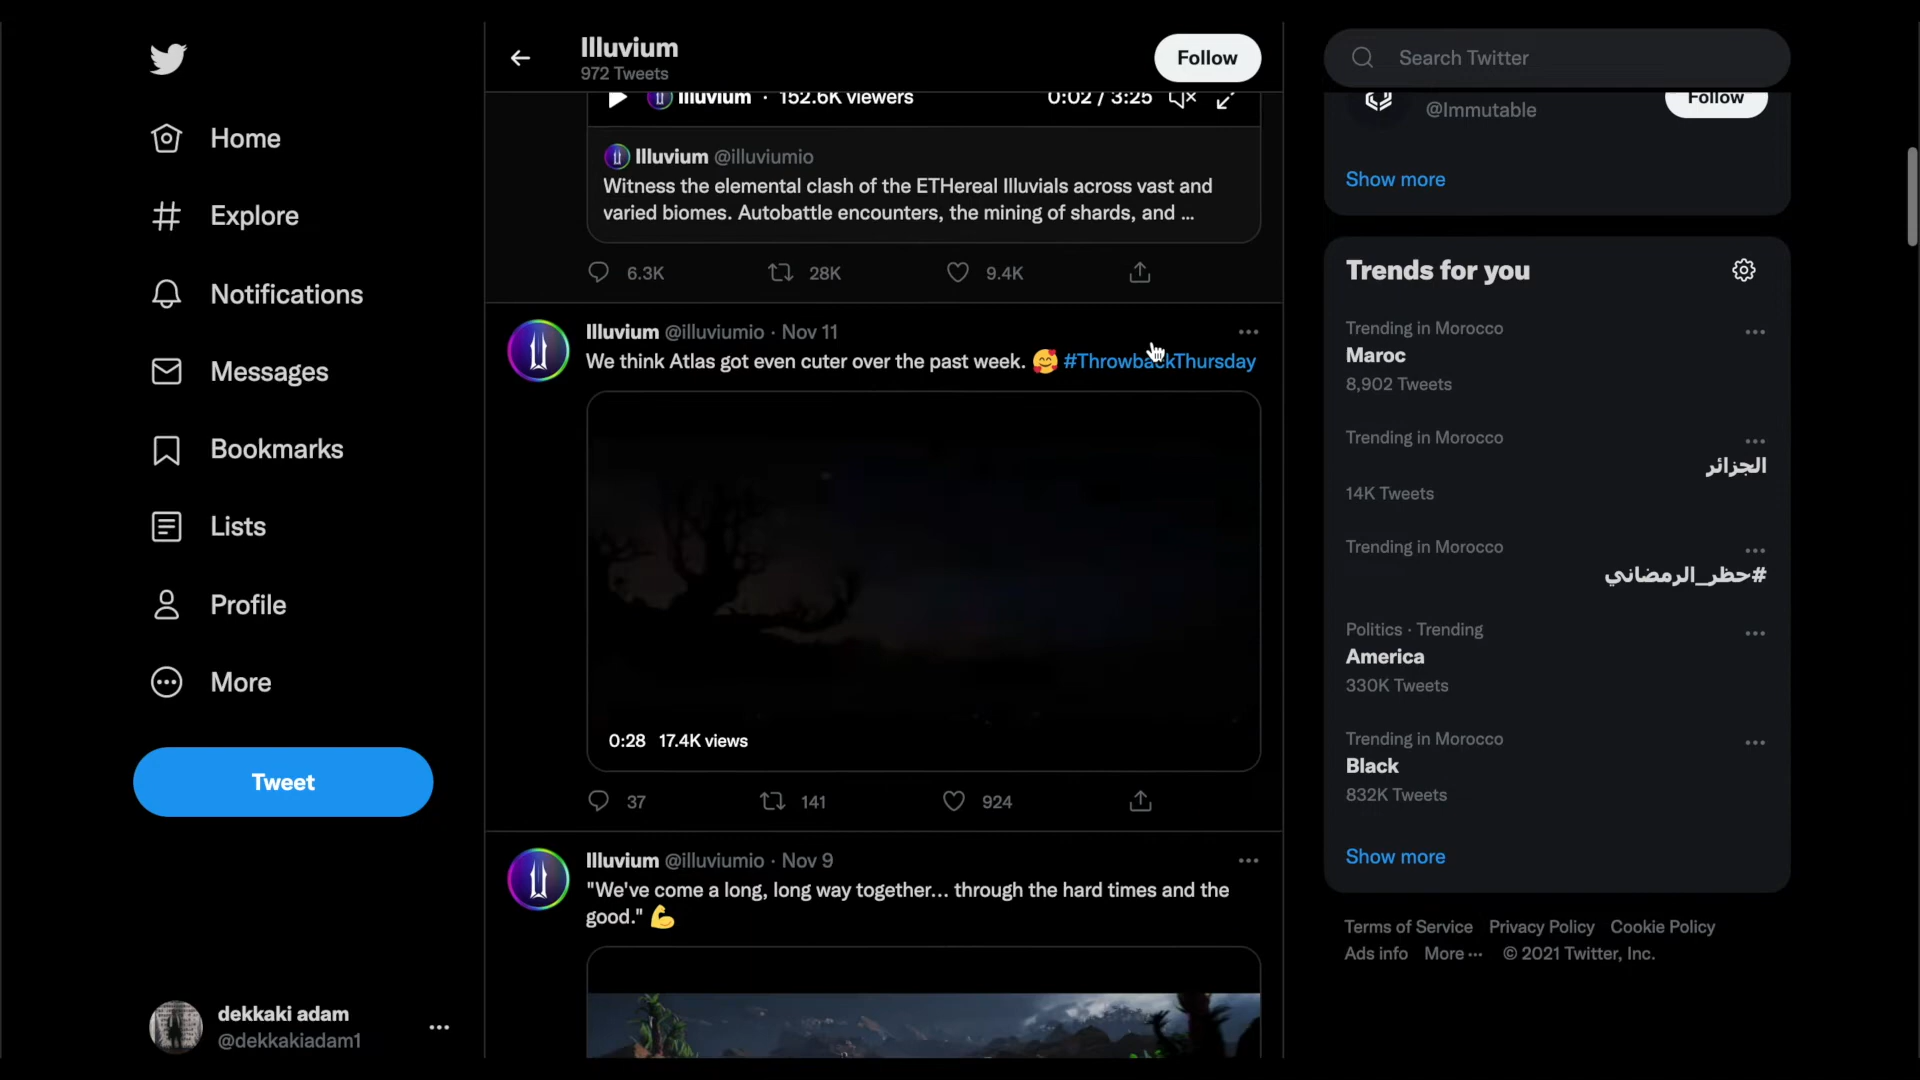 Home
Explore
Notifications
Messages
Bookmarks
Lists
Profile
More
Tweet
dekkaki adam
@dekkakiadam1
Illuvium
972 Tweets
Follow
Illuvium · 152.6K viewers
0:02 / 3:25
Illuvium @illuviumio
Witness the elemental clash of the ETHereal Illuvials across vast and
varied biomes. Autobattle encounters, the mining of shards, and ...
6.3K 28K 9.4K
Illuvium @illuviumio · Nov 11
We think Atlas got even cuter over the past week. 🥰 #ThrowbackThursday
0:28 17.4K views
37 141 924
Illuvium @illuviumio · Nov 9
"We've come a long, long way together... through the hard times and the
good." 💪
Search Twitter
@Immutable
Follow
Show more
Trends for you
Trending in Morocco
Maroc
8,902 Tweets
Trending in Morocco
الجزائر
14K Tweets
Trending in Morocco
#حظر_الرمضاني
Politics · Trending
America
330K Tweets
Trending in Morocco
Black
832K Tweets
Show more
Terms of Service Privacy Policy Cookie Policy
Ads info More ··· © 2021 Twitter, Inc.